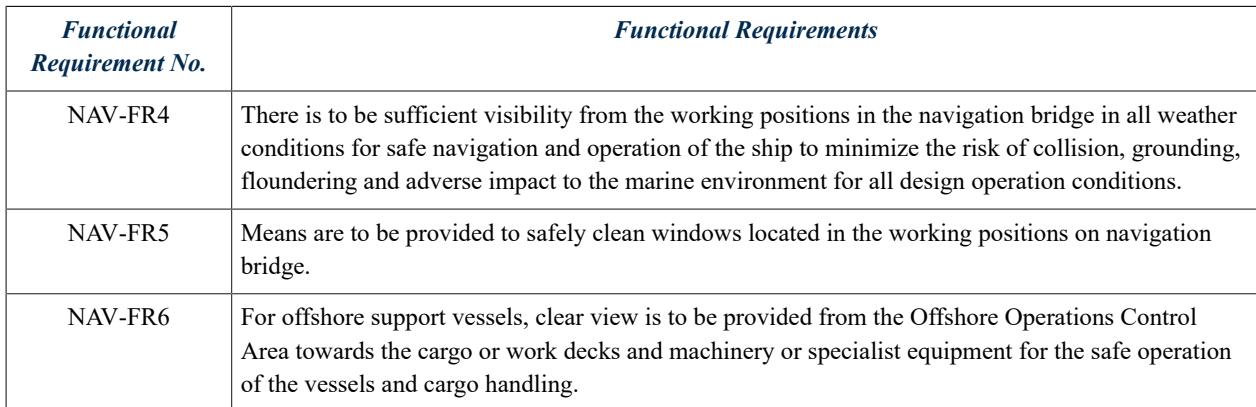 Functional
Requirement No.
Functional Requirements
NAV-FR4
There is to be sufficient visibility from the working positions in the navigation bridge in all weather
conditions for safe navigation and operation of the ship to minimize the risk of collision, grounding,
floundering and adverse impact to the marine environment for all design operation conditions.
NAV-FR5
Means are to be provided to safely clean windows located in the working positions on navigation
bridge.
NAV-FR6
For offshore support vessels, clear view is to be provided from the Offshore Operations Control
Area towards the cargo or work decks and machinery or specialist equipment for the safe operation
of the vessels and cargo handling.